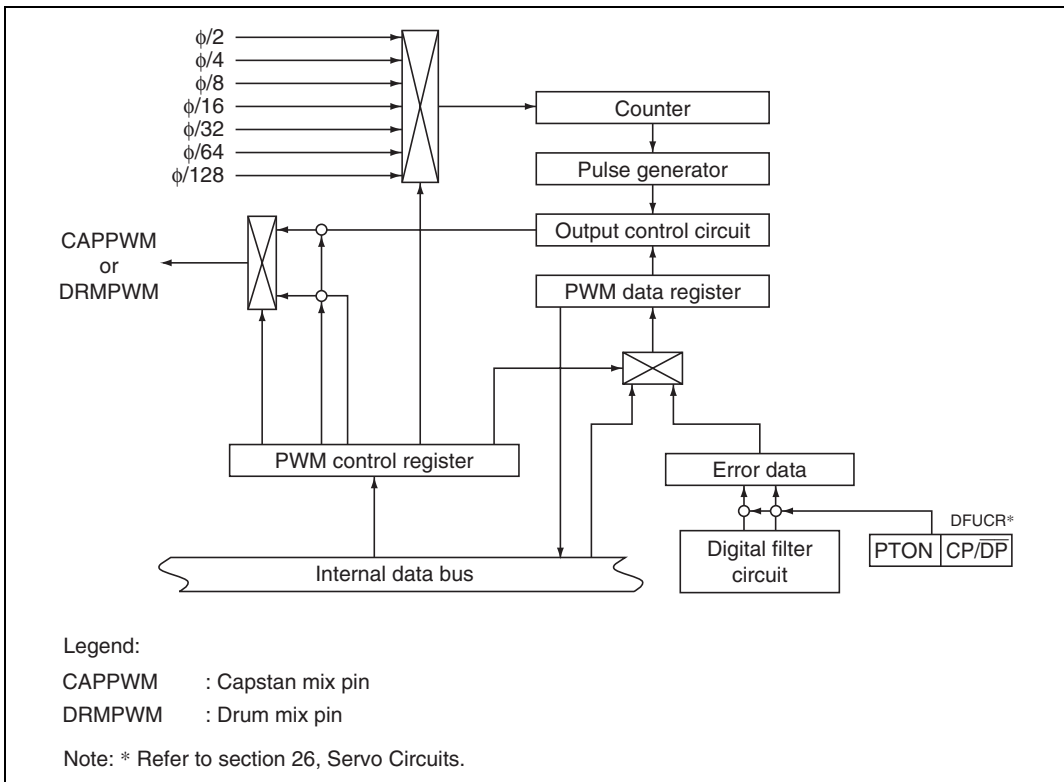 ϕ/2
ϕ/4
ϕ/8
ϕ/16
ϕ/32
ϕ/64
ϕ/128
Counter
Pulse generator
Output control circuit
PWM data register
CAPPWM
or
DRMPWM
PWM control register
Error data
Digital filter
circuit
DFUCR*
PTON
CP/D̅P̅
Internal data bus
Legend:
CAPPWM : Capstan mix pin
DRMPWM : Drum mix pin
Note: * Refer to section 26, Servo Circuits.